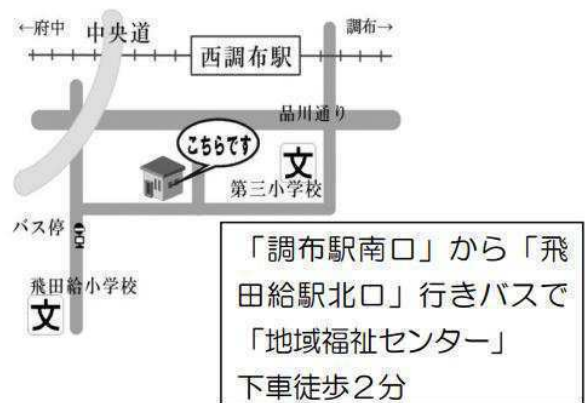 ←府中
中央道
調布→
西調布駅
品川通り
こちらです
文
第三小学校
バス停
飛田給小学校
文
「調布駅南口」から「飛
田給駅北口」行きバスで
「地域福祉センター」
下車徒歩2分